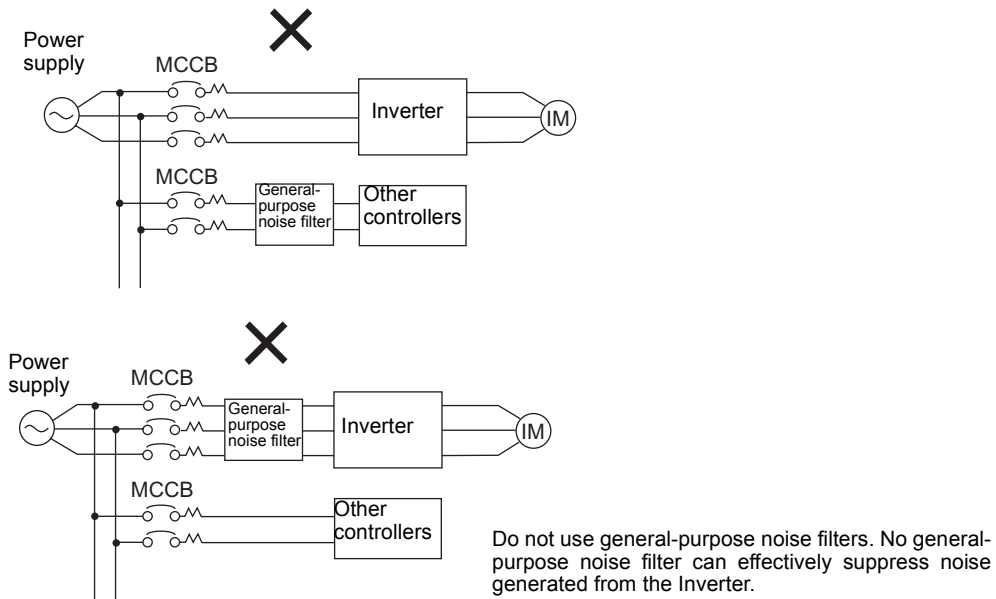 Power
supply
MCCB
Inverter
IM
MCCB
General-
purpose
noise filter
Other
controllers
Power
supply
MCCB
General-
purpose
noise filter
Inverter
IM
MCCB
Other
controllers
Do not use general-purpose noise filters. No general-
purpose noise filter can effectively suppress noise
generated from the Inverter.